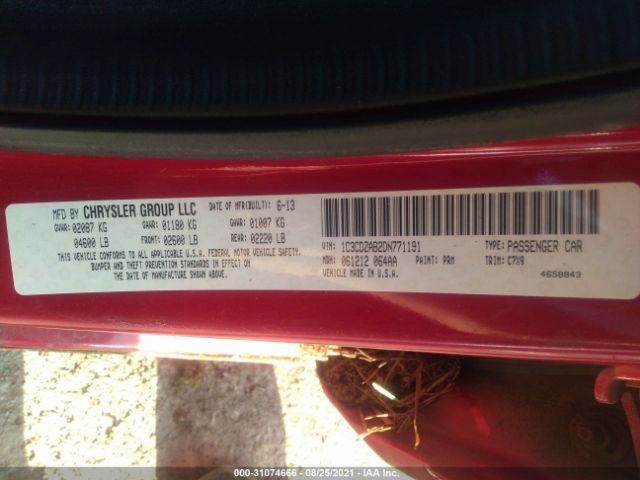 MFD BY CHRYSLER GROUP LLC DATE OF MFR(BUILT): 6-13
GVWR: 02087 KG GAWR: 01180 KG GAWR: 01007 KG
04600 LB FRONT: 02600 LB REAR: 02220 LB
THIS VEHICLE CONFORMS TO ALL APPLICABLE U.S.A. FEDERAL MOTOR VEHICLE SAFETY,
BUMPER AND THEFT PREVENTION STANDARDS IN EFFECT ON
THE DATE OF MANUFACTURE SHOWN ABOVE.
VIN: 1C3CDZAB2DN771191 TYPE: PASSENGER CAR
MDH: 061212 064AA PAINT: PRM TRIM: C7X9
VEHICLE MADE IN U.S.A. 4658843
000-31074666 - 08/25/2021 - IAA Inc.